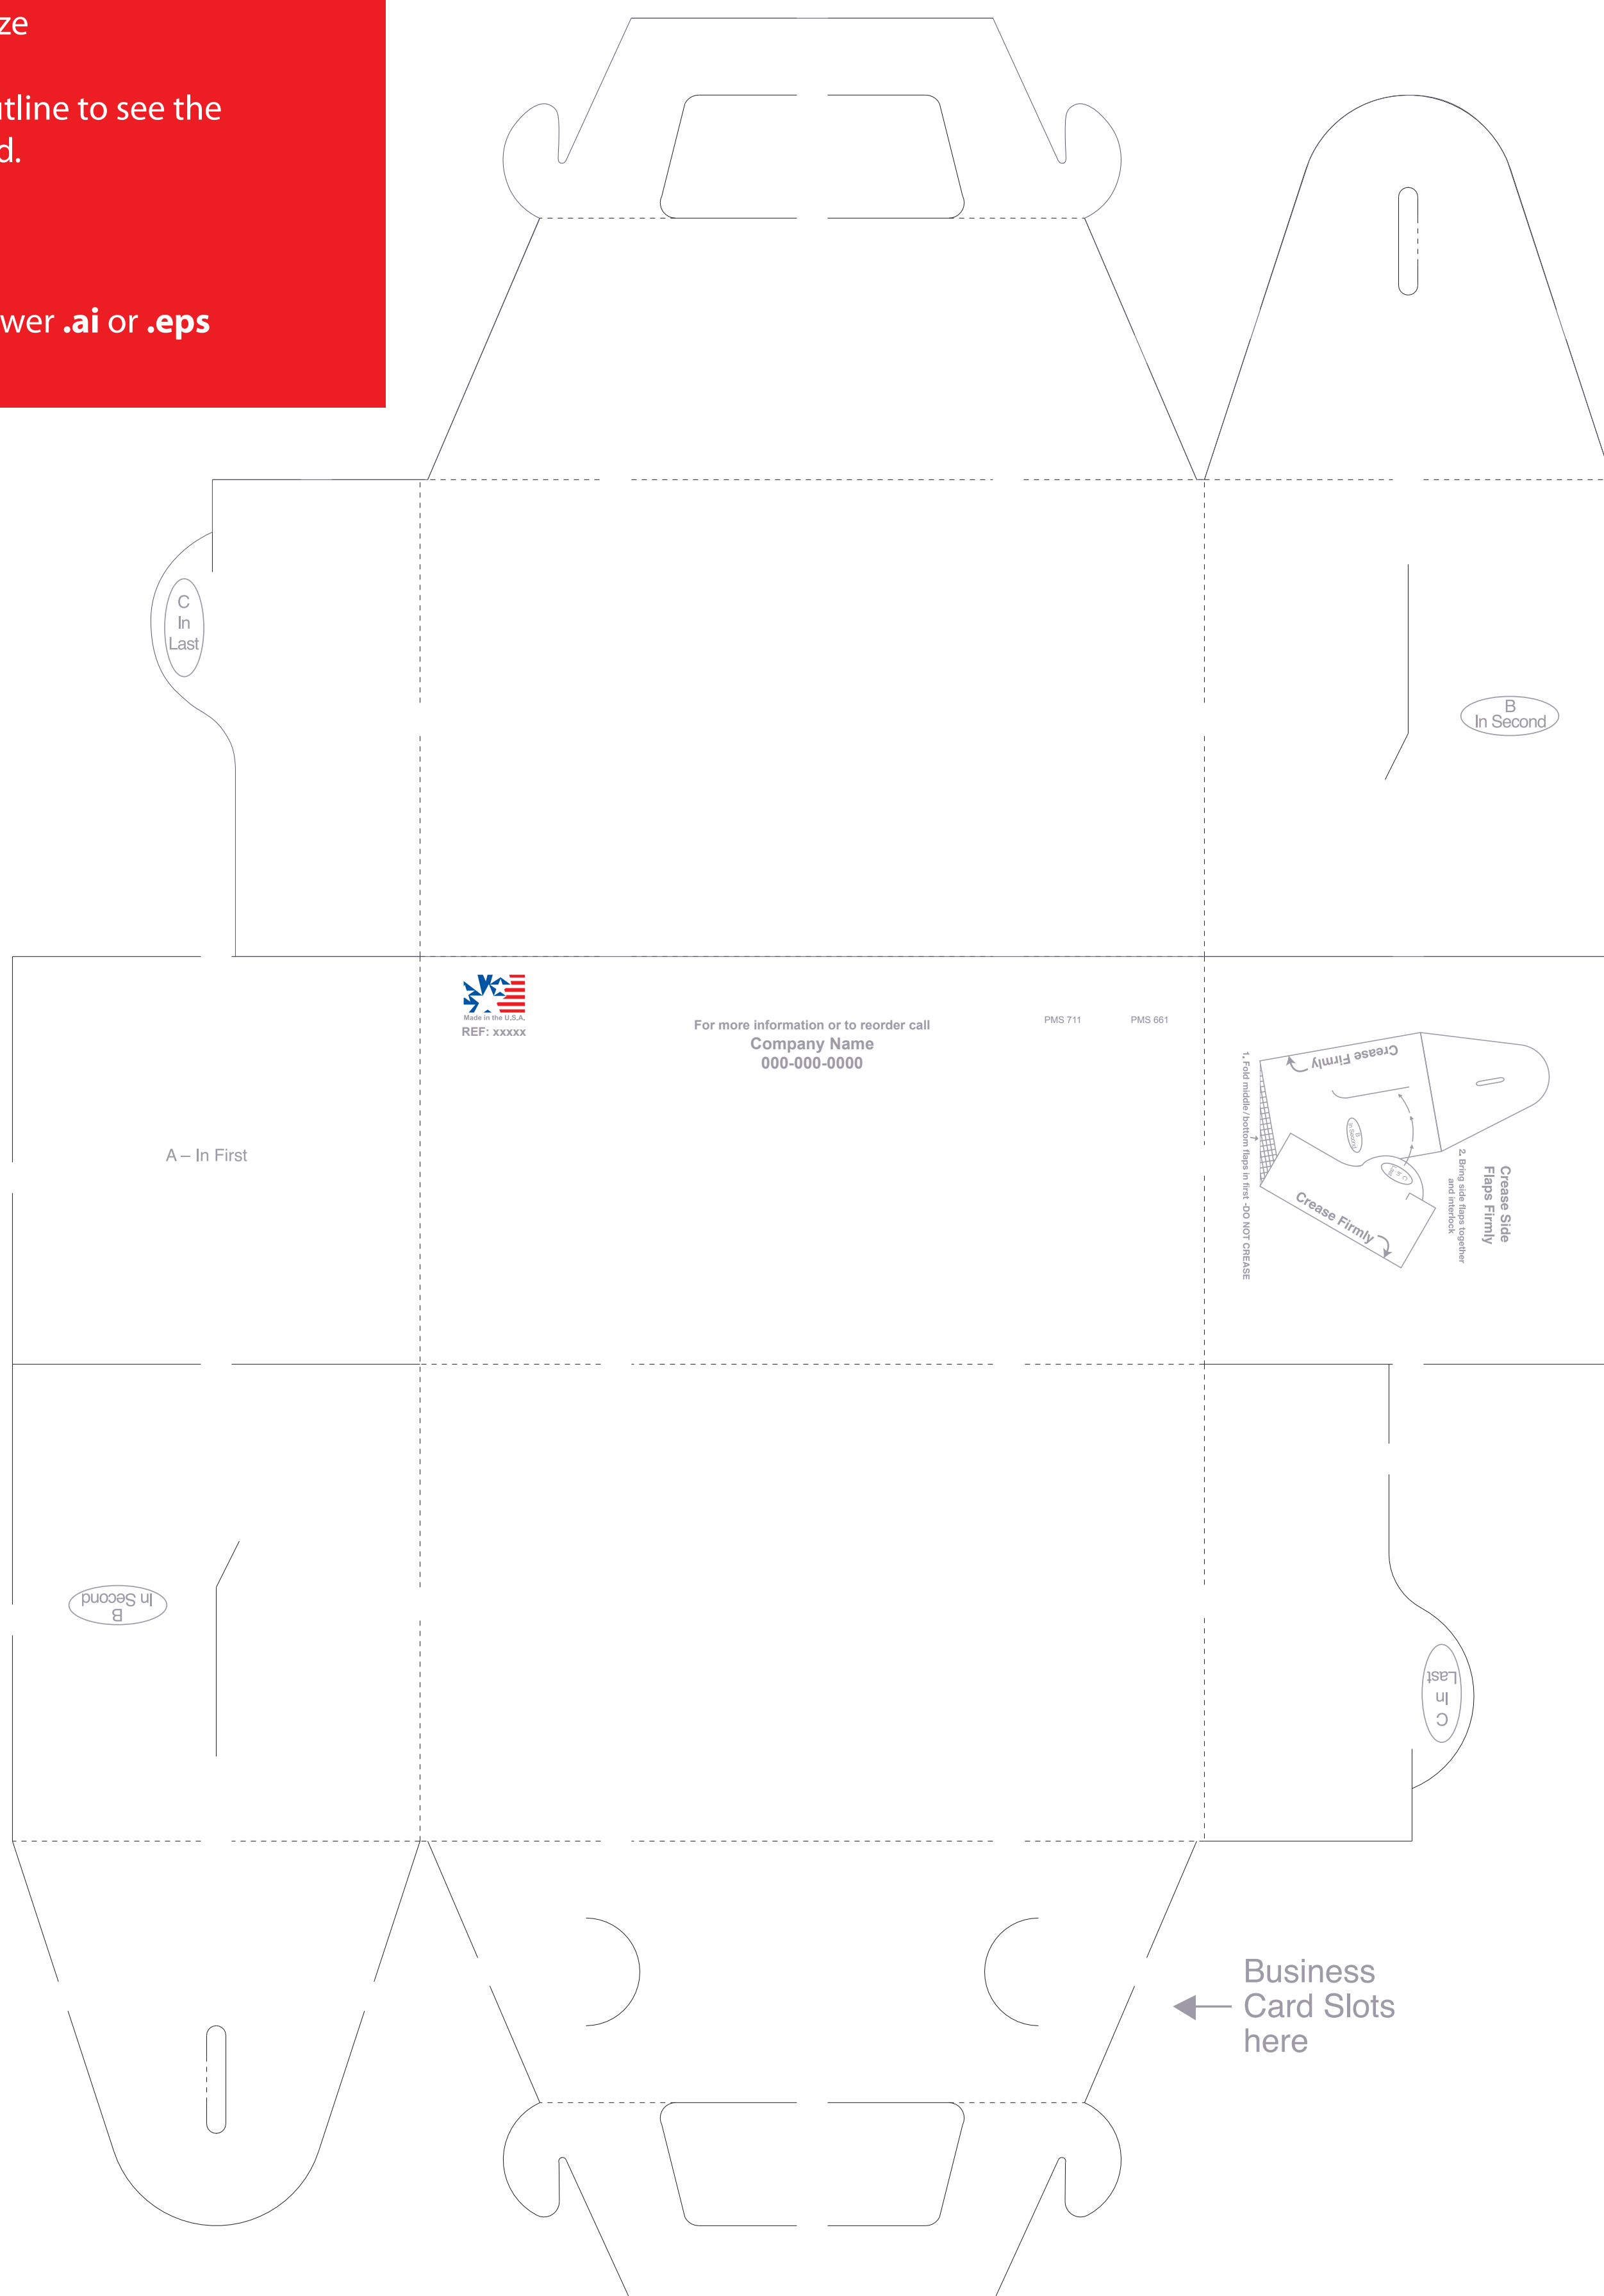 ze
utline to see the
d.
wer .ai or .eps
C
In
Last
B
In Second
Made in the U.S.A.
REF: xxxxx
For more information or to reorder call
Company Name
000-000-0000
PMS 711
PMS 661
A – In First
1. Fold middle/bottom flaps in first -DO NOT CREASE
Crease Firmly
B
In Second
Crease Firmly
2. Bring side flaps together
and interlock
Crease Side
Flaps Firmly
B
In Second
C
In
Last
Business
Card Slots
here